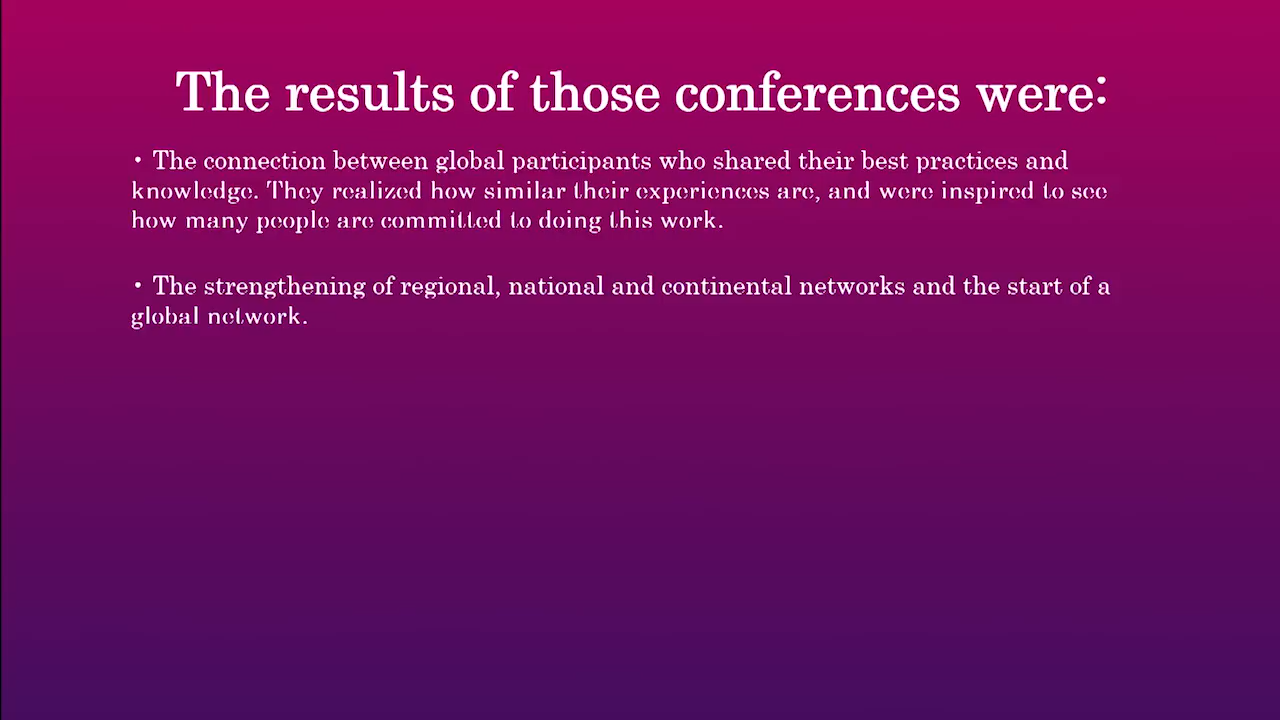 The results of those conferences were:
• The connection between global participants who shared their best practices and
knowledge. They realized how similar their experiences are, and were inspired to see
how many people are committed to doing this work.
• The strengthening of regional, national and continental networks and the start of a
global network.